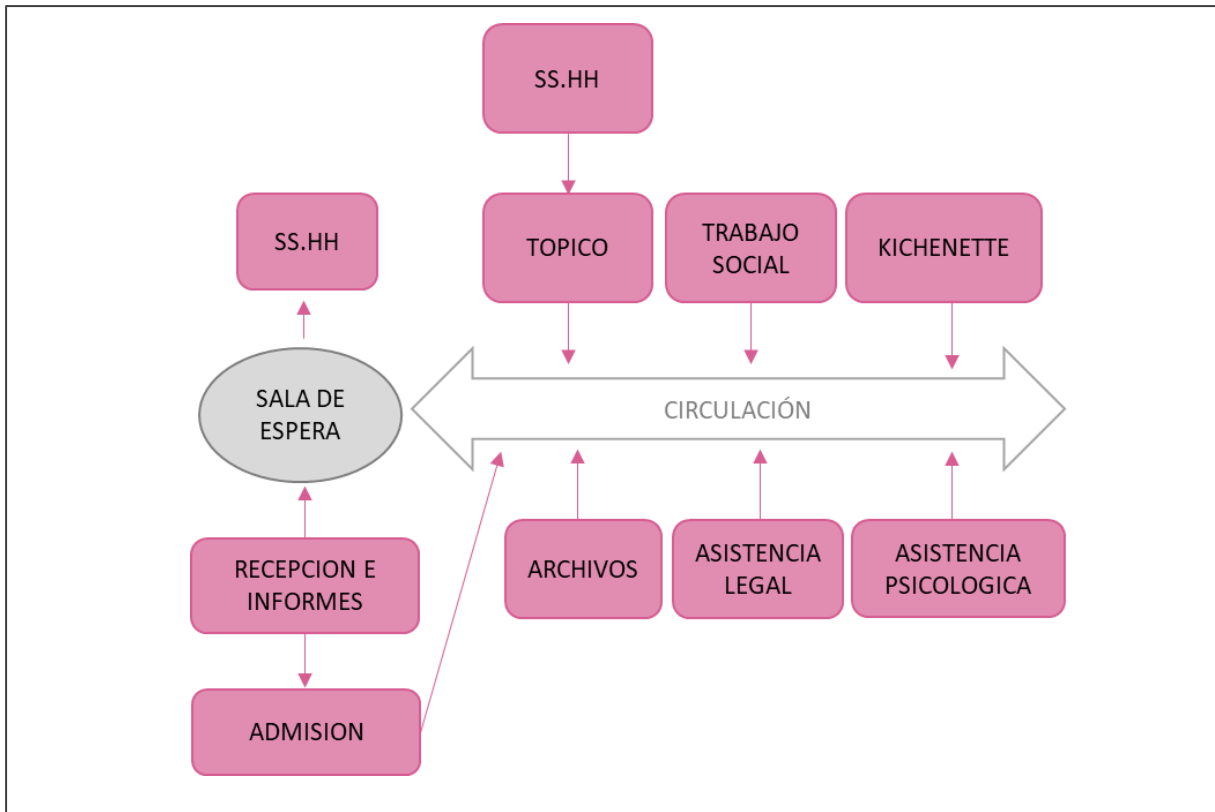 SS.HH
SS.HH
TOPICO
TRABAJO
SOCIAL
KICHENETTE
SALA DE
ESPERA
CIRCULACIÓN
RECEPCION E
INFORMES
ARCHIVOS
ASISTENCIA
LEGAL
ASISTENCIA
PSICOLOGICA
ADMISION